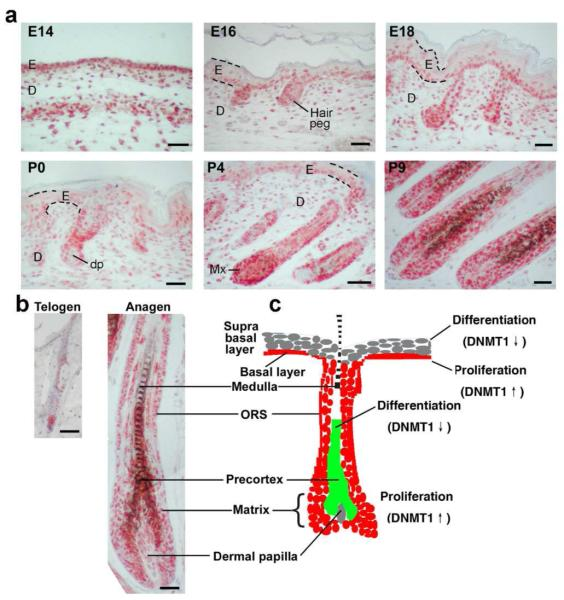 a
E14
E
D
E16
E
D
Hair
peg
E18
E
D
P0
E
D
dp
P4
E
D
Mx
P9
b
Telogen
Anagen
c
Supra
basal
layer
Basal layer
Medulla
ORS
Precortex
Matrix
Dermal papilla
Differentiation
(DNMT1 ↓)
Proliferation
(DNMT1 ↑)
Differentiation
(DNMT1 ↓)
Proliferation
(DNMT1 ↑)